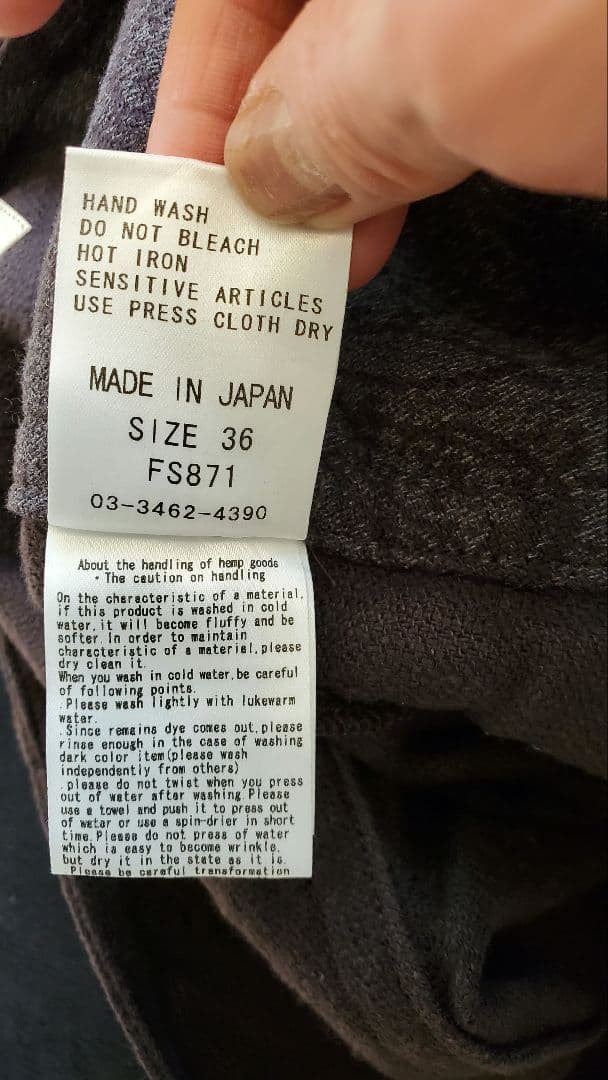 HAND WASH
DO NOT BLEACH
HOT IRON
SENSITIVE ARTICLES
USE PRESS CLOTH DRY
MADE IN JAPAN
SIZE 36
FS871
03-3462-4390
About the handling of hemp goods
・The caution on handling
On the characteristic of a material,
if this product is washed in cold
water,it will become fluffy and be
softer. In order to maintain
characteristic of a material,please
dry clean it.
When you wash in cold water,be careful
of following points.
.Please wash lightly with lukewarm
water.
.Since remains dye comes out,please
rinse enough in the case of washing
dark color item(please wash
independently from others)
.please do not twist when you press
out of water after washing.Please
use a towel and push it to press out
of water or use a spin-drier in short
time.Please do not press of water
which is easy to become wrinkle,
but dry it in the state as it is.
Please be careful transformation